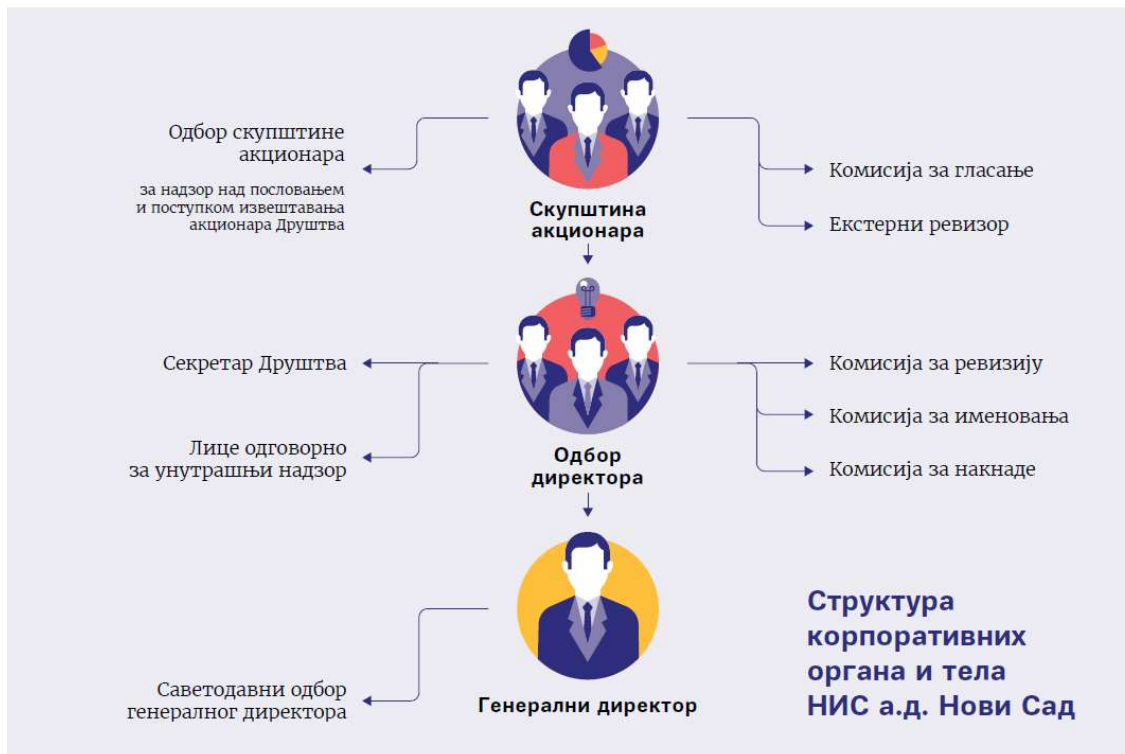 Одбор скупштине
акционара
за надзор над пословањем
и поступком извештавања
акционара Друштва
Скупштина
акционара
Комисија за гласање
Екстерни ревизор
Секретар Друштва
Лице одговорно
за унутрашњи надзор
Одбор
директора
Комисија за ревизију
Комисија за именовања
Комисија за накнаде
Саветодавни одбор
генералног директора
Генерални директор
Структура
корпоративних
органа и тела
НИС а.д. Нови Сад